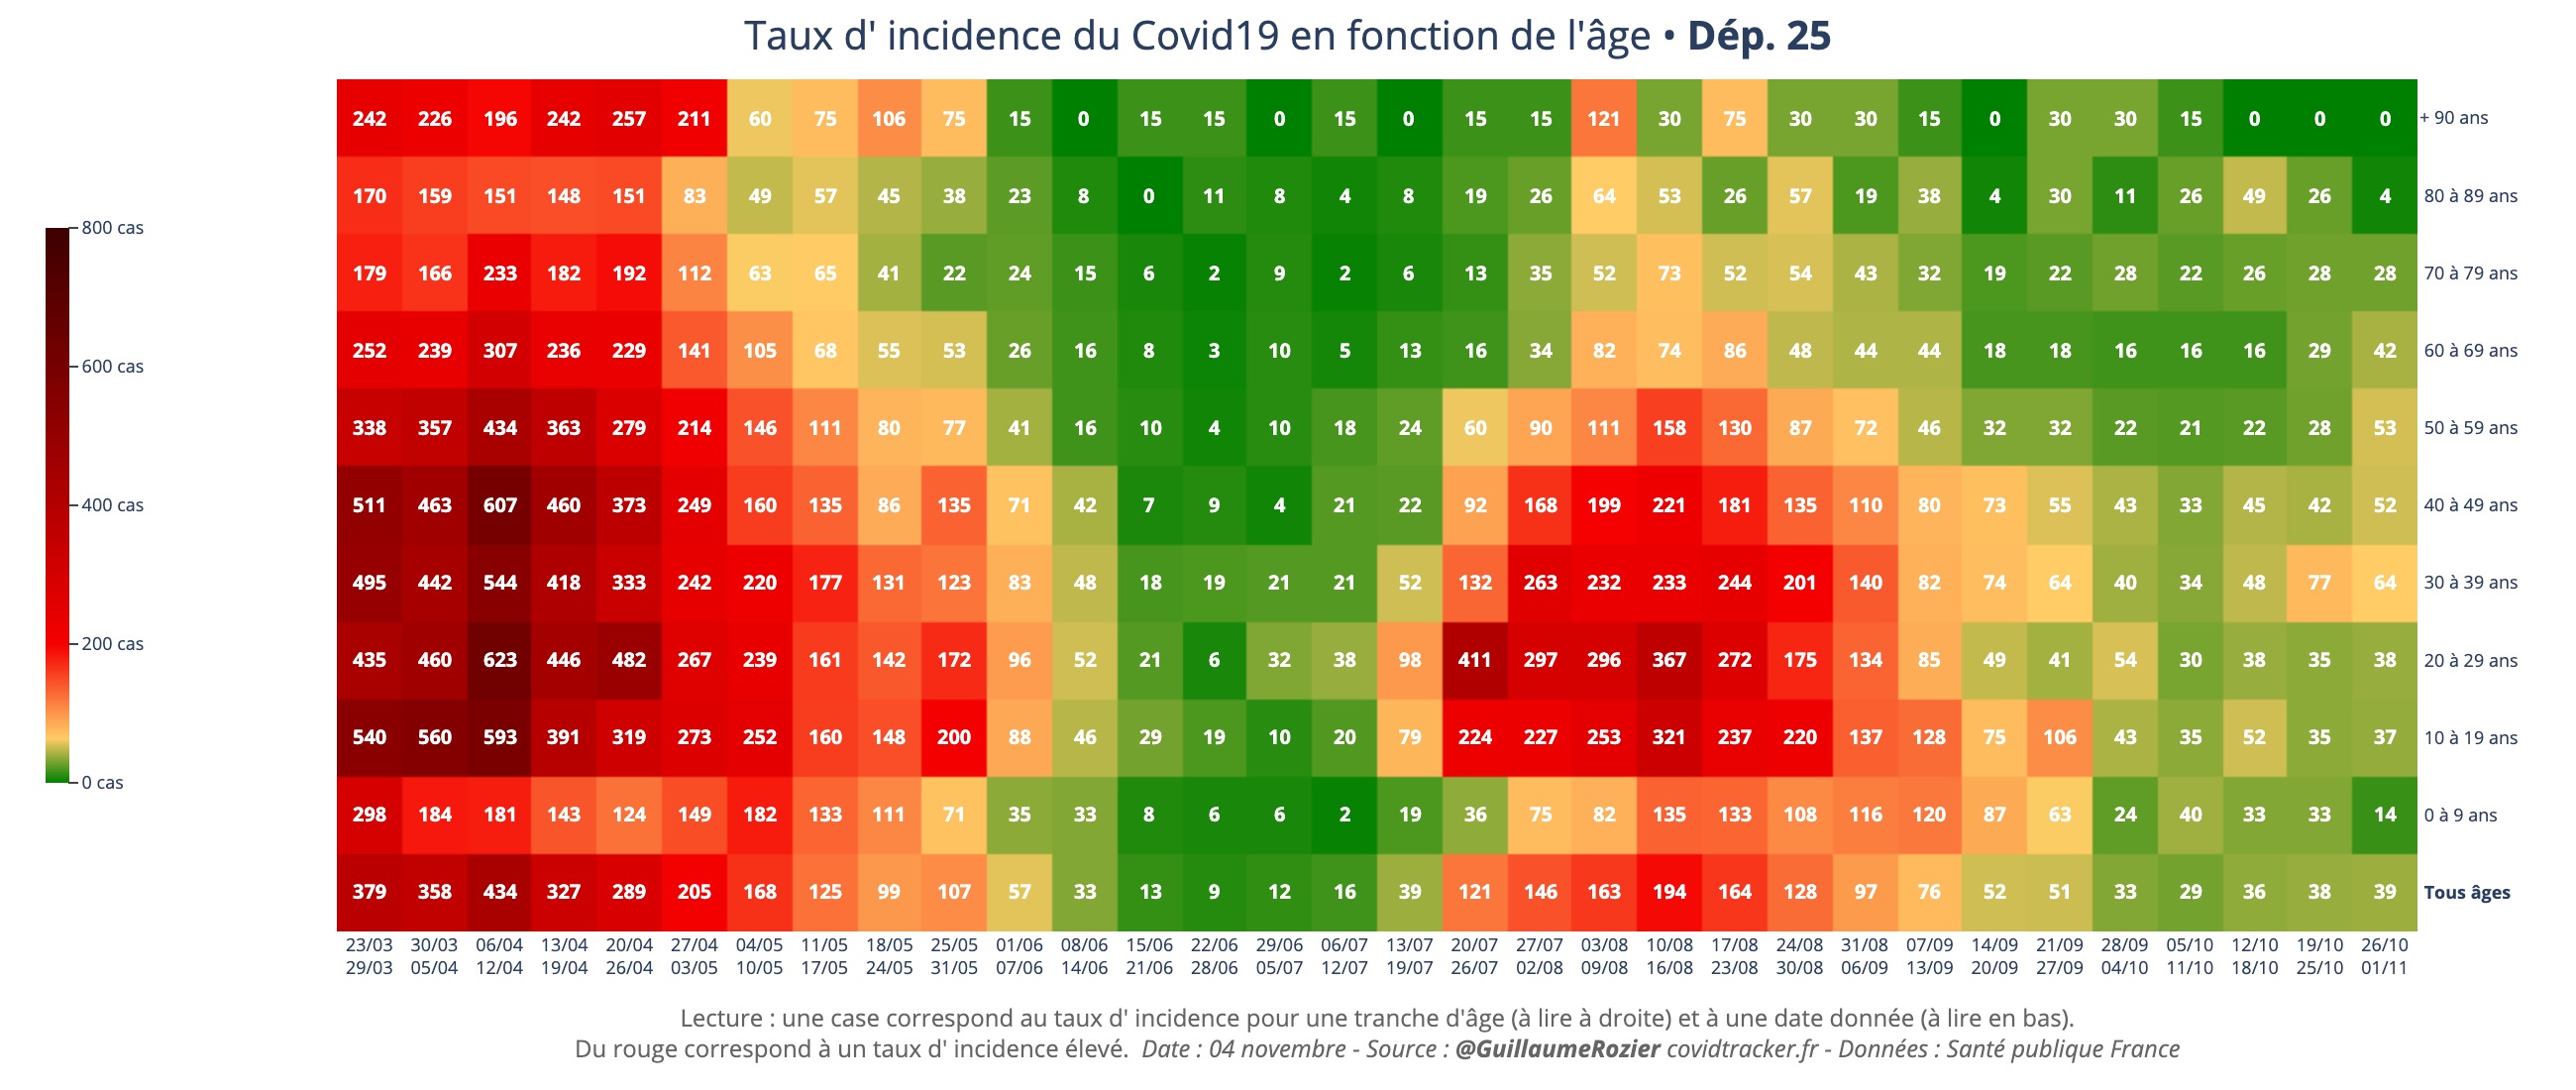 Taux d' incidence du Covid19 en fonction de l'âge • Dép. 25
800 cas
600 cas
400 cas
200 cas
0 cas
242 226 196 242 257 211 60 75 106 75 15 0 15 15 0 15 0 15 15 121 30 75 30 30 15 0 30 30 15 0 0 0 + 90 ans
170 159 151 148 151 83 49 57 45 38 23 8 0 11 8 4 8 19 26 64 53 26 57 19 38 4 30 11 26 49 26 4 80 à 89 ans
179 166 233 182 192 112 63 65 41 22 24 15 6 2 9 2 6 13 35 52 73 52 54 43 32 19 22 28 22 26 28 28 70 à 79 ans
252 239 307 236 229 141 105 68 55 53 26 16 8 3 10 5 13 16 34 82 74 86 48 44 44 18 18 16 16 16 29 42 60 à 69 ans
338 357 434 363 279 214 146 111 80 77 41 16 10 4 10 18 24 60 90 111 158 130 87 72 46 32 32 22 21 22 28 53 50 à 59 ans
511 463 607 460 373 249 160 135 86 135 71 42 7 9 4 21 22 92 168 199 221 181 135 110 80 73 55 43 33 45 42 52 40 à 49 ans
495 442 544 418 333 242 220 177 131 123 83 48 18 19 21 21 52 132 263 232 233 244 201 140 82 74 64 40 34 48 77 64 30 à 39 ans
435 460 623 446 482 267 239 161 142 172 96 52 21 6 32 38 98 411 297 296 367 272 175 134 85 49 41 54 30 38 35 38 20 à 29 ans
540 560 593 391 319 273 252 160 148 200 88 46 29 19 10 20 79 224 227 253 321 237 220 137 128 75 106 43 35 52 35 37 10 à 19 ans
298 184 181 143 124 149 182 133 111 71 35 33 8 6 6 2 19 36 75 82 135 133 108 116 120 87 63 24 40 33 33 14 0 à 9 ans
379 358 434 327 289 205 168 125 99 107 57 33 13 9 12 16 39 121 146 163 194 164 128 97 76 52 51 33 29 36 38 39 Tous âges
23/03 30/03 06/04 13/04 20/04 27/04 04/05 11/05 18/05 25/05 01/06 08/06 15/06 22/06 29/06 06/07 13/07 20/07 27/07 03/08 10/08 17/08 24/08 31/08 07/09 14/09 21/09 28/09 05/10 12/10 19/10 26/10
29/03 05/04 12/04 19/04 26/04 03/05 10/05 17/05 24/05 31/05 07/06 14/06 21/06 28/06 05/07 12/07 19/07 26/07 02/08 09/08 16/08 23/08 30/08 06/09 13/09 20/09 27/09 04/10 11/10 18/10 25/10 01/11
Lecture : une case correspond au taux d' incidence pour une tranche d'âge (à lire à droite) et à une date donnée (à lire en bas).
Du rouge correspond à un taux d' incidence élevé. Date : 04 novembre - Source : @GuillaumeRozier covidtracker.fr - Données : Santé publique France